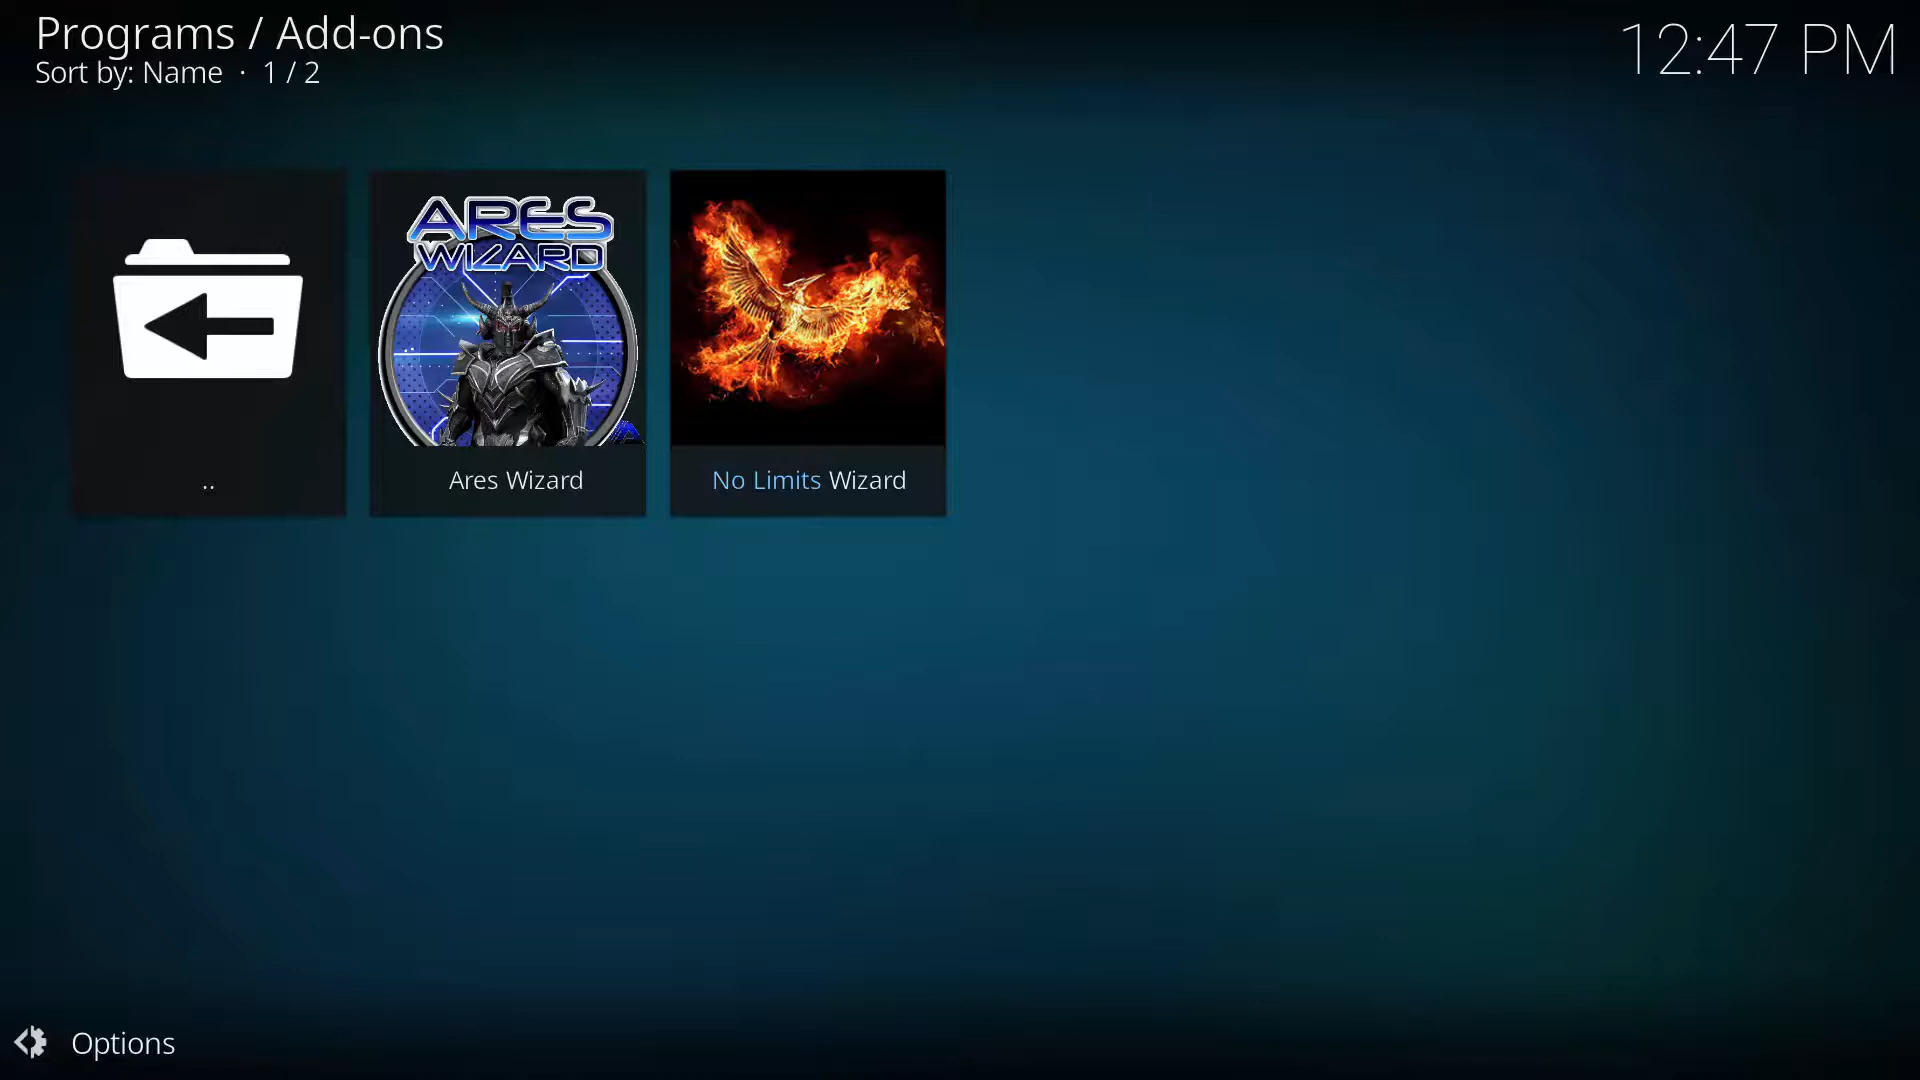 Programs / Add-ons
Sort by: Name · 1 / 2
12:47 PM
ARES
WIZARD
..
Ares Wizard
No Limits Wizard
Options